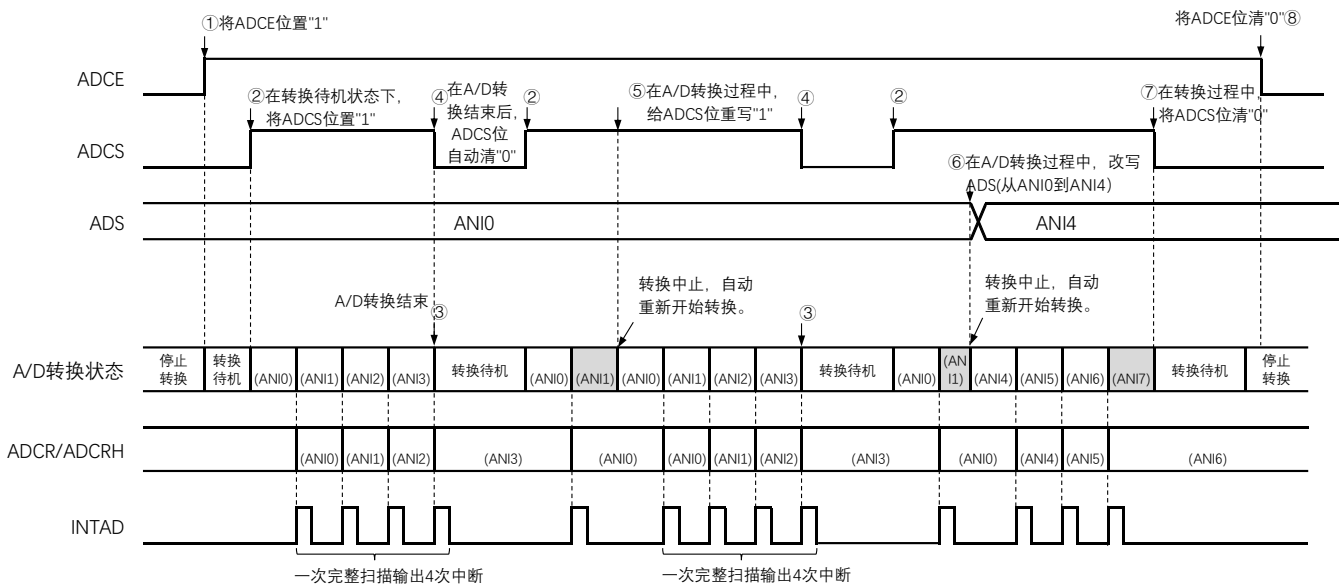 ①将ADCE位置"1"
将ADCE位清"0"⑧
ADCE
②在转换待机状态下,
将ADCS位置"1"
④在A/D转
换结束后,
ADCS位
自动清"0"
②
⑤在A/D转换过程中,
给ADCS位重写"1"
④
②
⑦在转换过程中,
将ADCS位清"0"
ADCS
⑥在A/D转换过程中，改写
ADS(从ANI0到ANI4)
ADS
ANI0
ANI4
A/D转换结束
③
转换中止，自动
重新开始转换。
③
转换中止，自动
重新开始转换。
A/D转换状态
停止
转换
转换
待机
(ANI0)
(ANI1)
(ANI2)
(ANI3)
转换待机
(ANI0)
(ANI1)
(ANI0)
(ANI1)
(ANI2)
(ANI3)
转换待机
(ANI0)
(AN
I1)
(ANI4)
(ANI5)
(ANI6)
(ANI7)
转换待机
停止
转换
ADCR/ADCRH
(ANI0)
(ANI1)
(ANI2)
(ANI3)
(ANI0)
(ANI0)
(ANI1)
(ANI2)
(ANI3)
(ANI0)
(ANI4)
(ANI5)
(ANI6)
INTAD
一次完整扫描输出4次中断
一次完整扫描输出4次中断